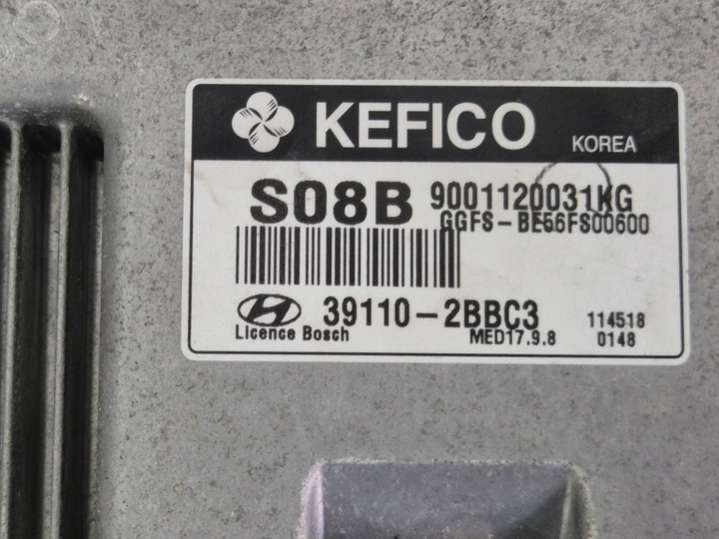 KEFICO KOREA
S08B 9001120031KG
GGFS-BE56FS00600
39110-2BBC3 114518
Licence Bosch MED17.9.8 0148